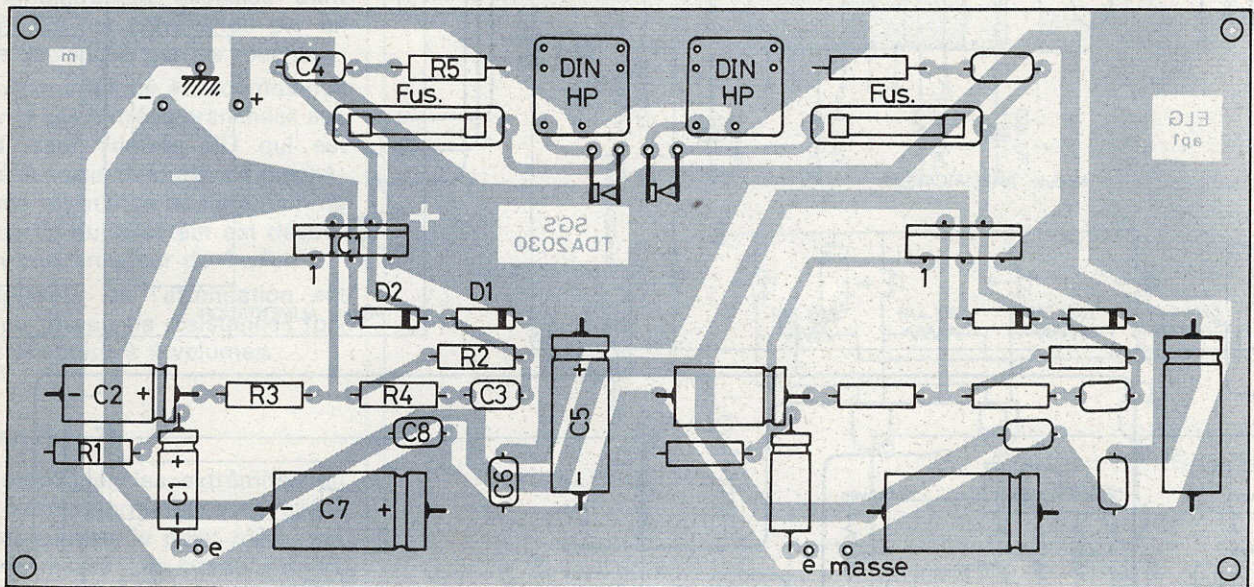 m
C4
R5
DIN
HP
DIN
HP
Fus.
Fus.
-
+
ELG
ap1
-
+
SGS
TDA2030
IC1
1
1
D2
D1
R2
- C2 +
R3
R4
C3
+ C5 -
C8
R1
+ C1 -
C6
- C7 +
e
e masse